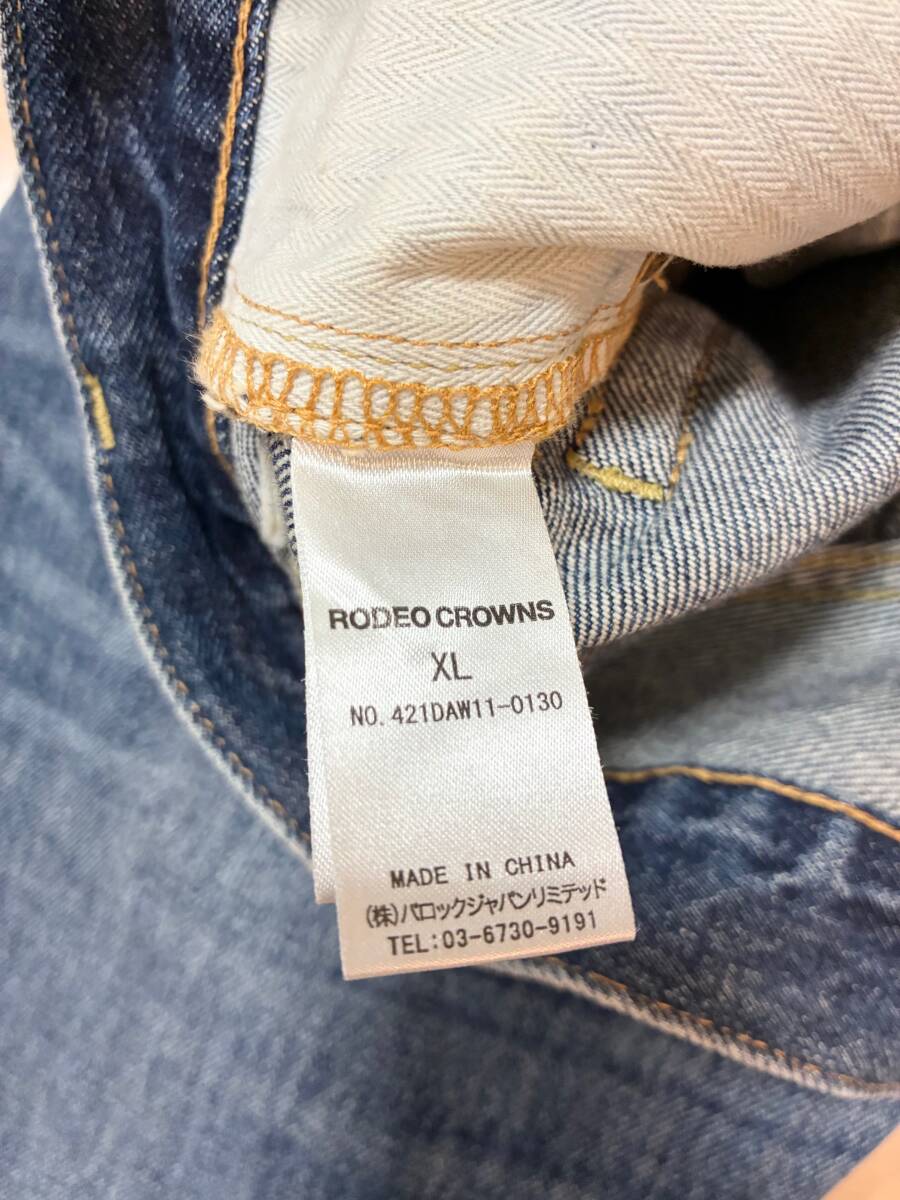 RODEO CROWNS
XL
NO. 421DAW11-0130
MADE IN CHINA
(株)バロックジャパンリミテッド
TEL:03-6730-9191